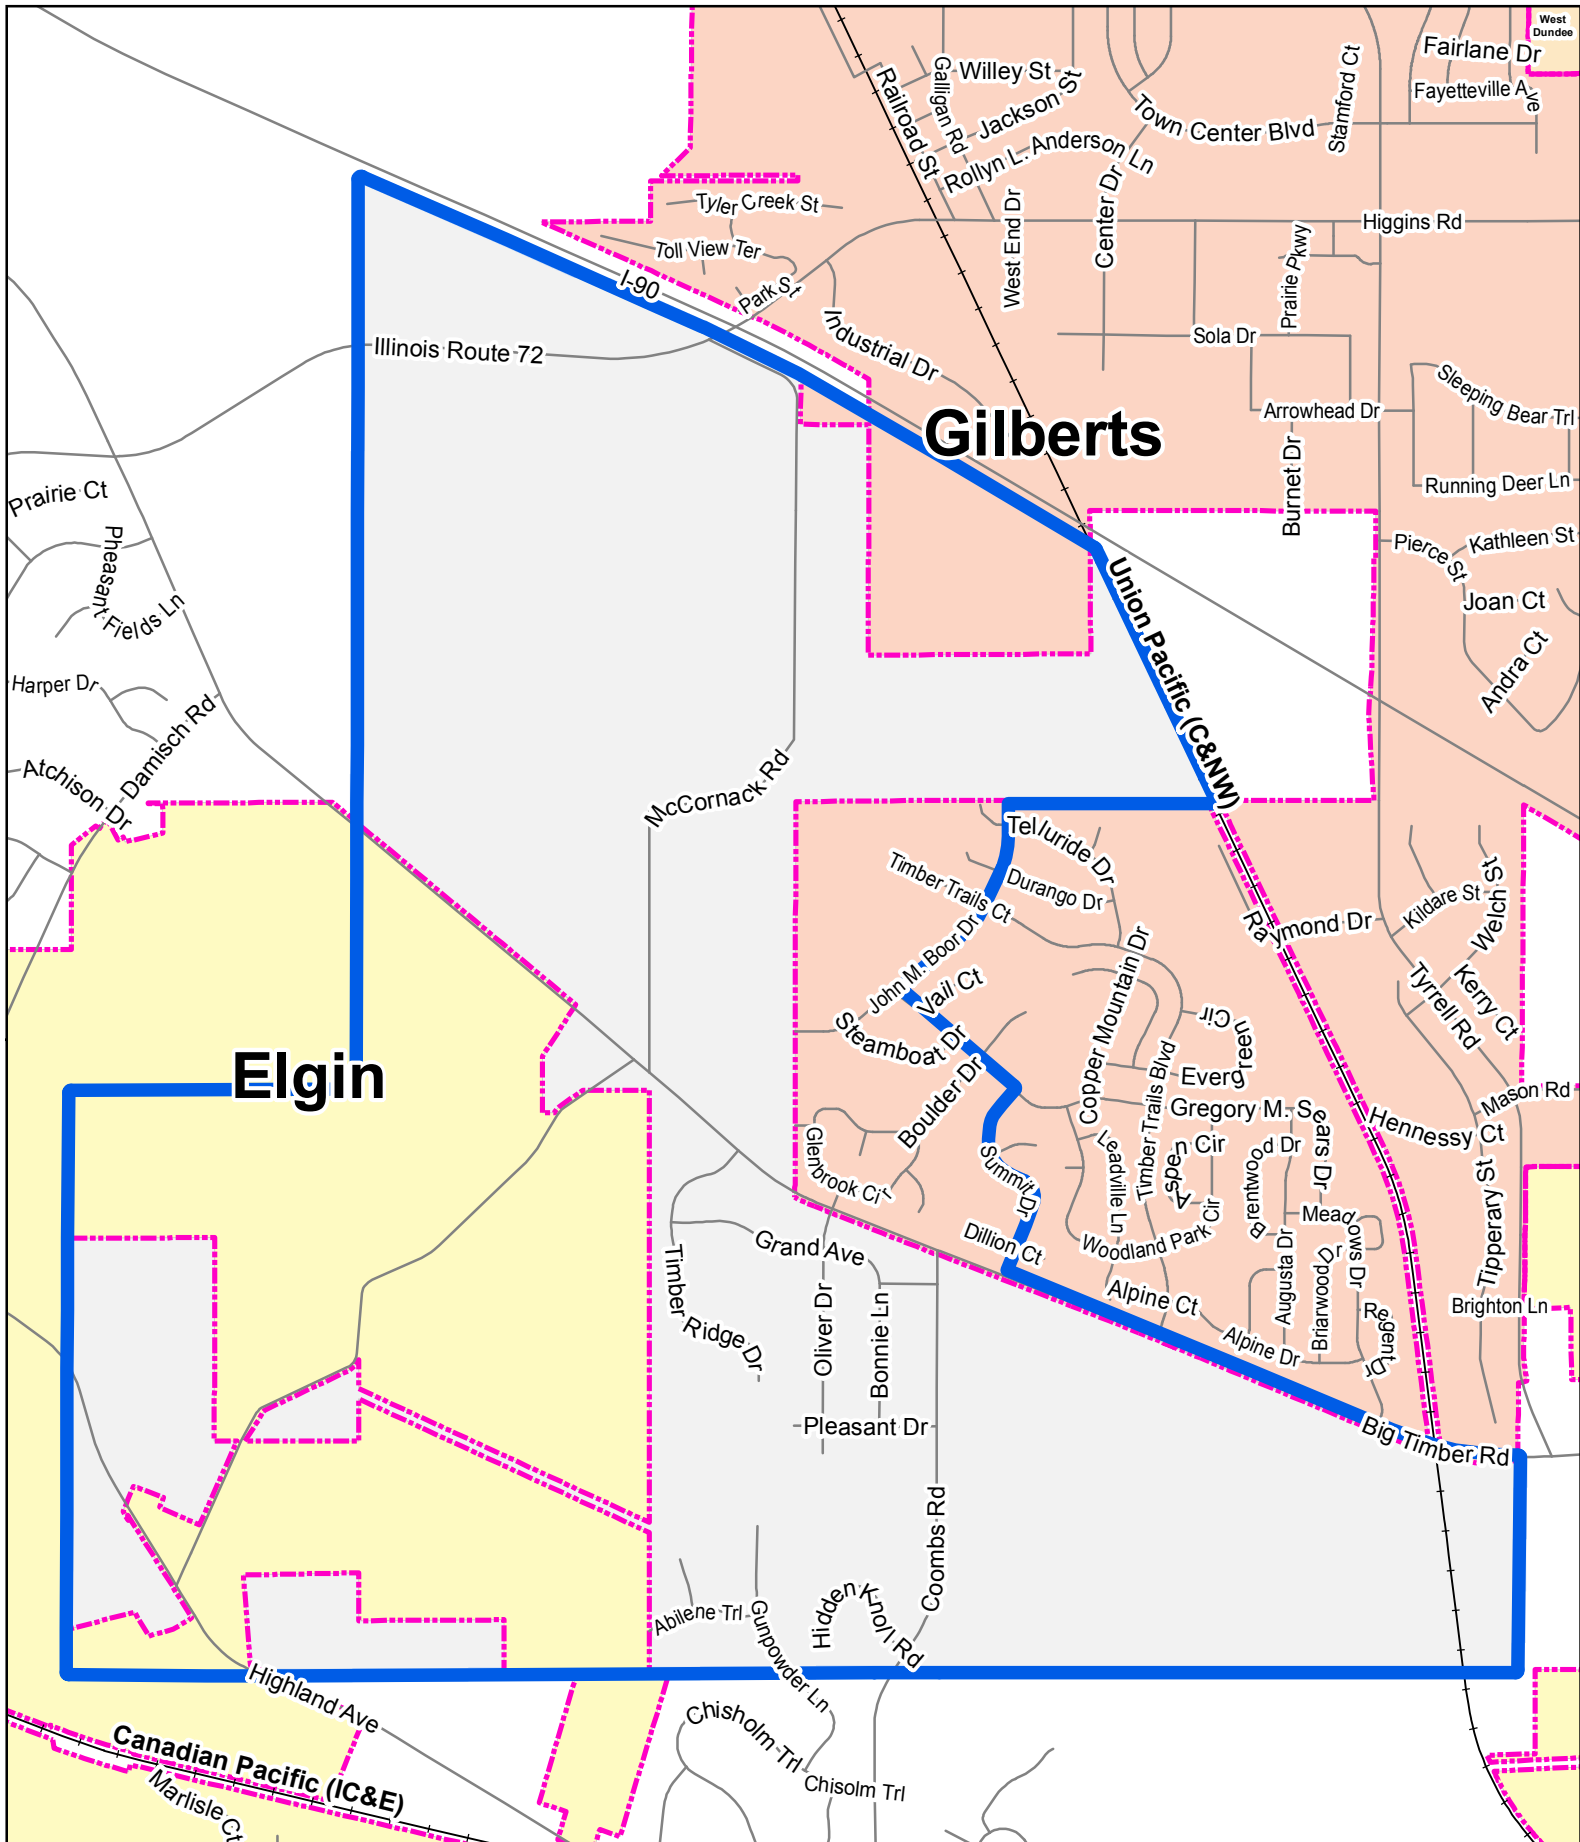 West
Dundee
Fairlane Dr
Willey St
Galligan Rd
Railroad St
Jackson St
Stamford Ct
Fayetteville Ave
Town Center Blvd
Rollyn L. Anderson Ln
Tyler Creek St
Center Dr
West End Dr
Higgins Rd
Toll View Ter
Prairie Pkwy
I-90
Park St
Industrial Dr
Sola Dr
Illinois Route 72
Sleeping Bear Trl
Arrowhead Dr
Gilberts
Burnet Dr
Running Deer Ln
Prairie Ct
Pheasant Fields Ln
Pierce St
Kathleen St
Joan Ct
Union Pacific (C&NW)
Andra Ct
Harper Dr
Damisch Rd
Atchison Dr
McCornack Rd
Telluride Dr
Timber Trails Ct
Durango Dr
Kildare St
Welch St
Raymond Dr
John M. Boor Dr
Vail Ct
Copper Mountain Dr
Tyrrell Rd
Kerry Ct
Steamboat Dr
Evergreen Cir
Elgin
Boulder Dr
Timber Trails Blvd
Gregory M. Sears Dr
Mason Rd
Hennessy Ct
Glenbrook Cir
Summit Dr
Leadville Ln
Aspen Cir
Brentwood Dr
Tipperary St
Meadows Dr
Grand Ave
Dillion Ct
Woodland Park Cir
Timber Ridge Dr
Oliver Dr
Bonnie Ln
Alpine Ct
Augusta Dr
Briarwood Dr
Regent Dr
Brighton Ln
Alpine Dr
Pleasant Dr
Big Timber Rd
Coombs Rd
Abilene Trl
Gunpowder Ln
Hidden Knoll Rd
Highland Ave
Chisholm Trl
Canadian Pacific (IC&E)
Chisolm Trl
Marlisle Ct